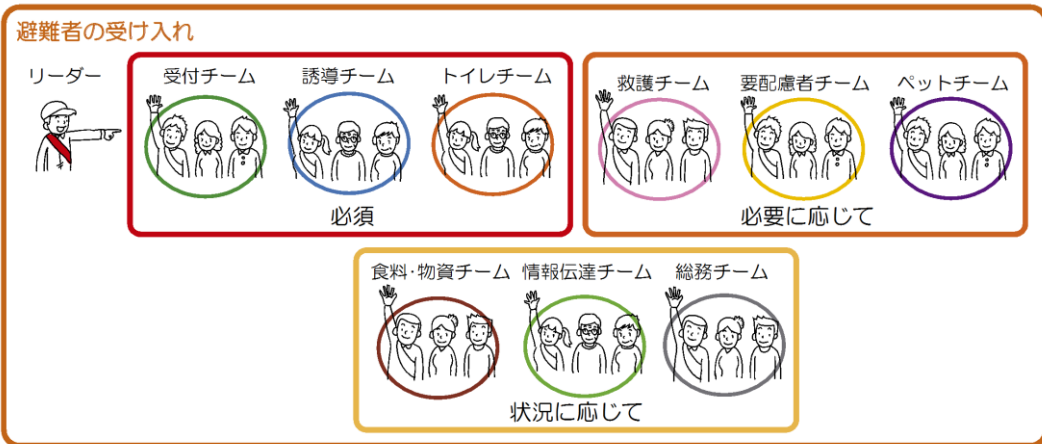 避難者の受け入れ
リーダー
受付チーム
誘導チーム
トイレチーム
必須
救護チーム
要配慮者チーム
ペットチーム
必要に応じて
食料・物資チーム
情報伝達チーム
総務チーム
状況に応じて